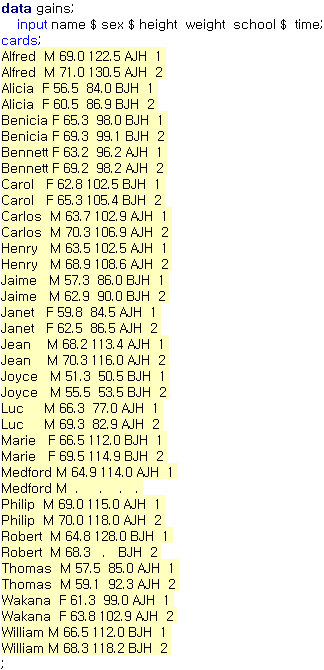 data gains;
input name $ sex $ height weight school $ time;
cards;
Alfred M 69.0 122.5 AJH 1
Alfred M 71.0 130.5 AJH 2
Alicia F 56.5 84.0 BJH 1
Alicia F 60.5 86.9 BJH 2
Benicia F 65.3 98.0 BJH 1
Benicia F 69.3 99.1 BJH 2
Bennett F 63.2 96.2 AJH 1
Bennett F 69.2 98.2 AJH 2
Carol F 62.8 102.5 BJH 1
Carol F 65.3 105.4 BJH 2
Carlos M 63.7 102.9 AJH 1
Carlos M 70.3 106.9 AJH 2
Henry M 63.5 102.5 AJH 1
Henry M 68.9 108.6 AJH 2
Jaime M 57.3 86.0 BJH 1
Jaime M 62.9 90.0 BJH 2
Janet F 59.8 84.5 AJH 1
Janet F 62.5 86.5 AJH 2
Jean M 68.2 113.4 AJH 1
Jean M 70.3 116.0 AJH 2
Joyce M 51.3 50.5 BJH 1
Joyce M 55.5 53.5 BJH 2
Luc M 66.3 77.0 AJH 1
Luc M 69.3 82.9 AJH 2
Marie F 66.5 112.0 BJH 1
Marie F 69.5 114.9 BJH 2
Medford M 64.9 114.0 AJH 1
Medford M . . . .
Philip M 69.0 115.0 AJH 1
Philip M 70.0 118.0 AJH 2
Robert M 64.8 128.0 BJH 1
Robert M 68.3 . BJH 2
Thomas M 57.5 85.0 AJH 1
Thomas M 59.1 92.3 AJH 2
Wakana F 61.3 99.0 AJH 1
Wakana F 63.8 102.9 AJH 2
William M 66.5 112.0 BJH 1
William M 68.3 118.2 BJH 2
;